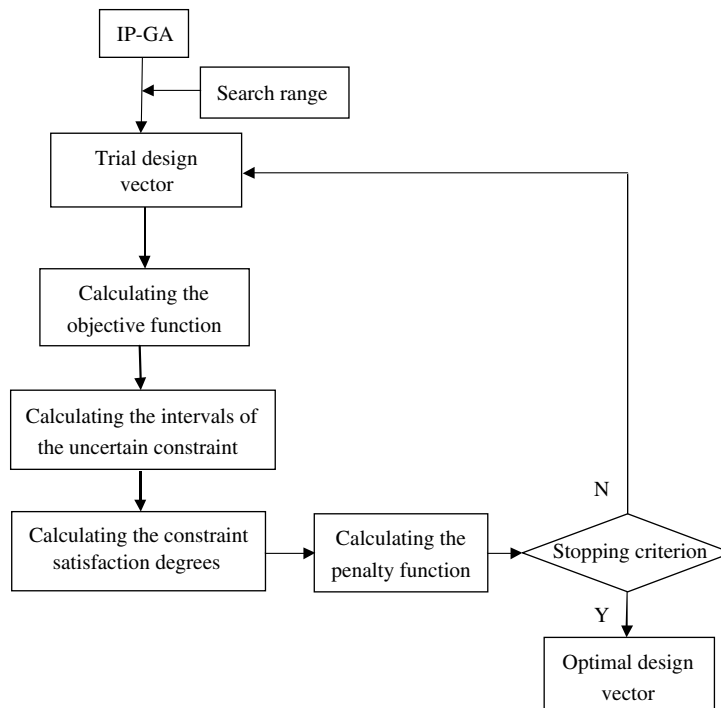 IP-GA
Search range
Trial design
vector
Calculating the
objective function
Calculating the intervals of
the uncertain constraint
Calculating the constraint
satisfaction degrees
Calculating the
penalty function
N
Stopping criterion
Y
Optimal design
vector